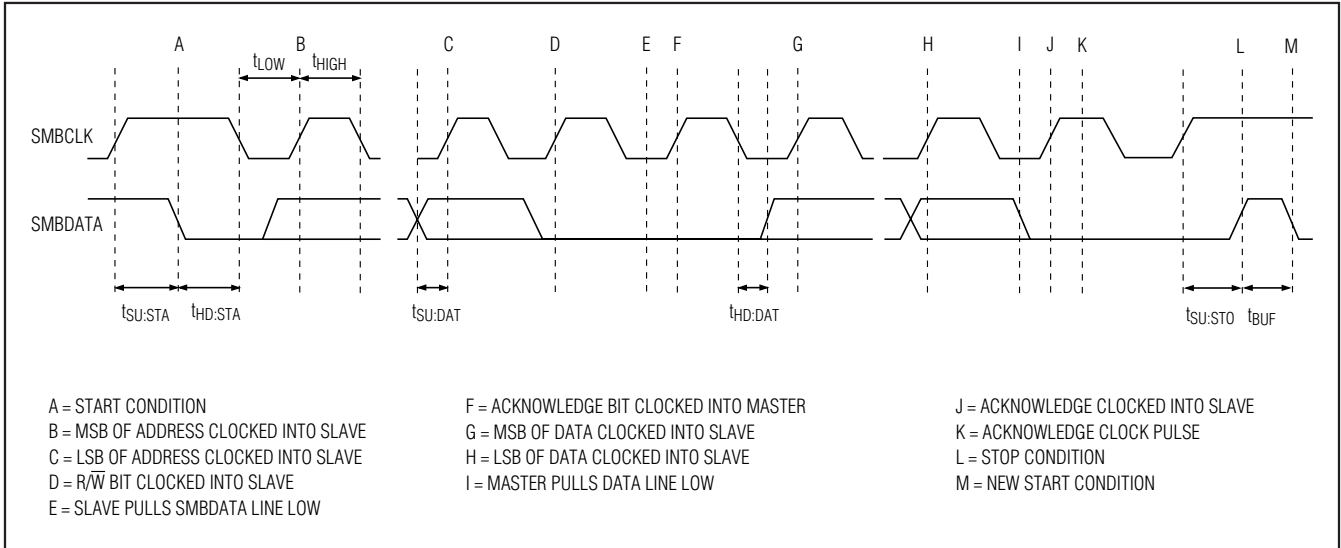 A B C D E F G H I J K L M
tLOW tHIGH
SMBCLK
SMBDATA
tSU:STA tHD:STA tSU:DAT tHD:DAT tSU:STO tBUF
A = START CONDITION
B = MSB OF ADDRESS CLOCKED INTO SLAVE
C = LSB OF ADDRESS CLOCKED INTO SLAVE
D = R/W̅ BIT CLOCKED INTO SLAVE
E = SLAVE PULLS SMBDATA LINE LOW
F = ACKNOWLEDGE BIT CLOCKED INTO MASTER
G = MSB OF DATA CLOCKED INTO SLAVE
H = LSB OF DATA CLOCKED INTO SLAVE
I = MASTER PULLS DATA LINE LOW
J = ACKNOWLEDGE CLOCKED INTO SLAVE
K = ACKNOWLEDGE CLOCK PULSE
L = STOP CONDITION
M = NEW START CONDITION